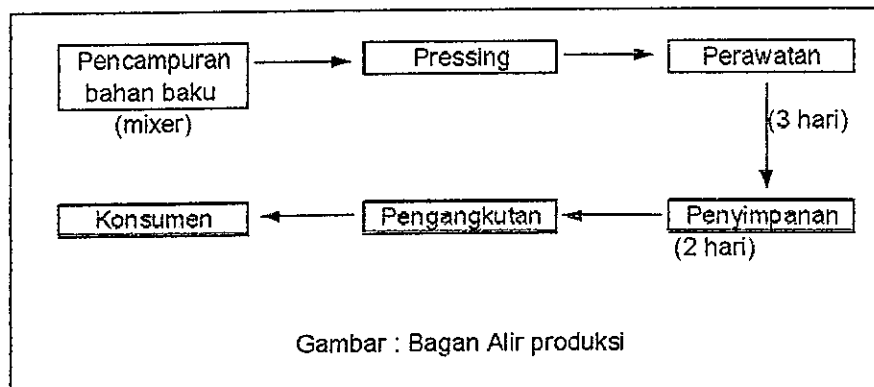 Pencampuran
bahan baku
(mixer)
Pressing
Perawatan
(3 hari)
Penyimpanan
(2 hari)
Pengangkutan
Konsumen
Gambar : Bagan Alir produksi